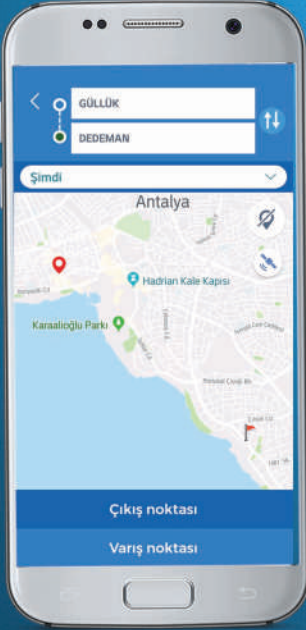 GÜLLÜK
DEDEMAN
Şimdi
Antalya
Hadrian Kale Kapısı
Karaalioğlu Parkı
Çıkış noktası
Varış noktası